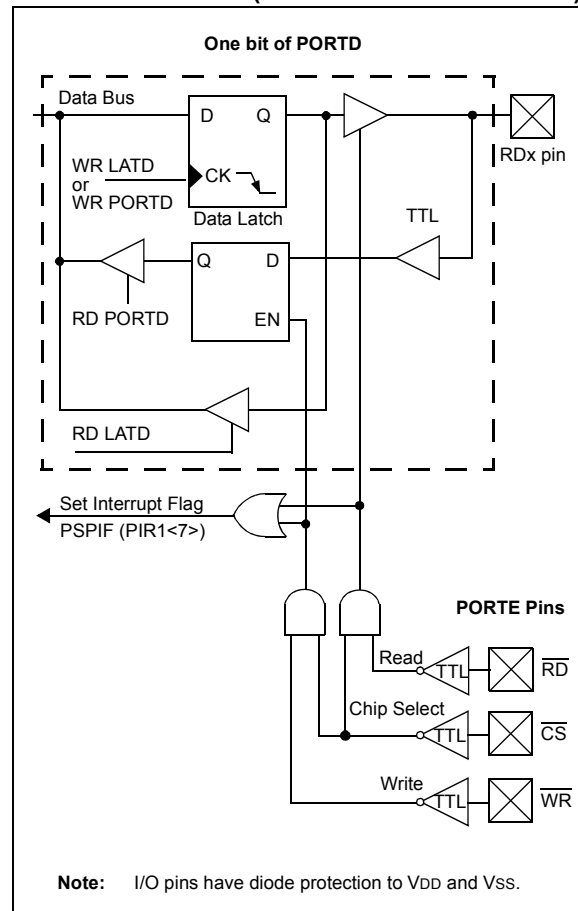 One bit of PORTD
Data Bus
D Q
RDx pin
WR LATD
or
WR PORTD
CK
Data Latch
TTL
Q D
EN
RD PORTD
RD LATD
Set Interrupt Flag
PSPIF (PIR1<7>)
PORTE Pins
Read
TTL
RD
Chip Select
TTL
CS
Write
TTL
WR
Note: I/O pins have diode protection to VDD and VSS.